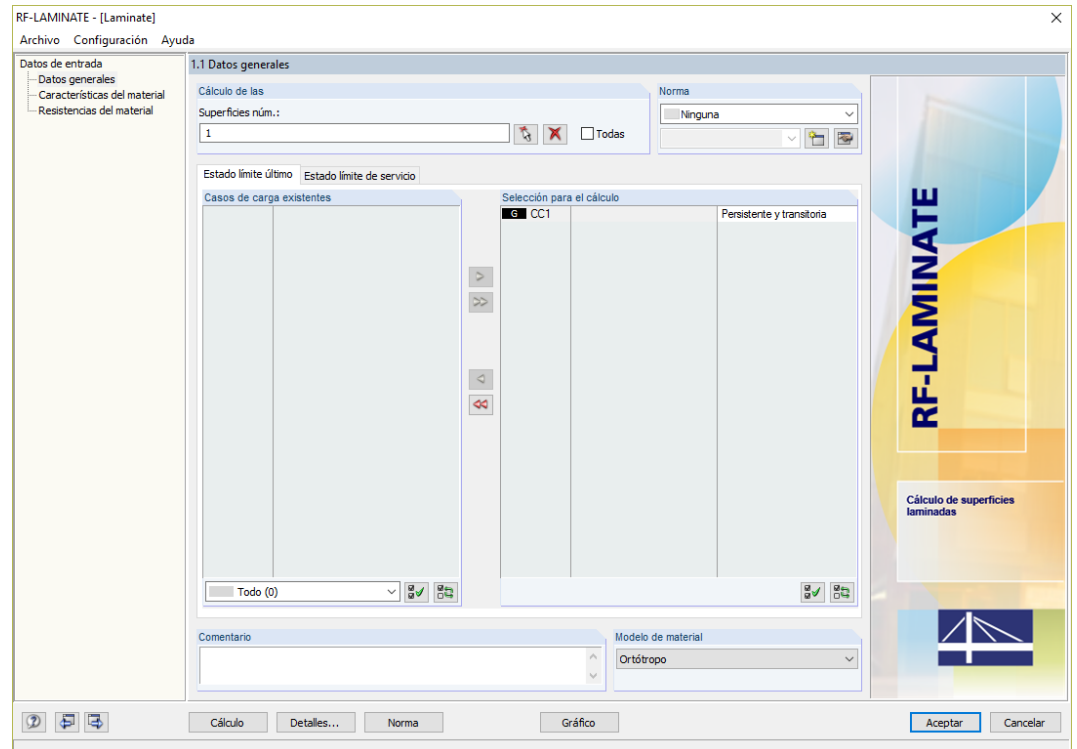 RF-LAMINATE - [Laminate]
Archivo Configuración Ayuda
Datos de entrada
Datos generales
Características del material
Resistencias del material
1.1 Datos generales
Cálculo de las
Superficies núm.:
1
Todas
Norma
Ninguna
Estado límite último
Estado límite de servicio
Casos de carga existentes
Selección para el cálculo
G CC1 Persistente y transitoria
Todo (0)
Comentario
Modelo de material
Ortótropo
RF-LAMINATE
Cálculo de superficies
laminadas
Cálculo
Detalles...
Norma
Gráfico
Aceptar
Cancelar